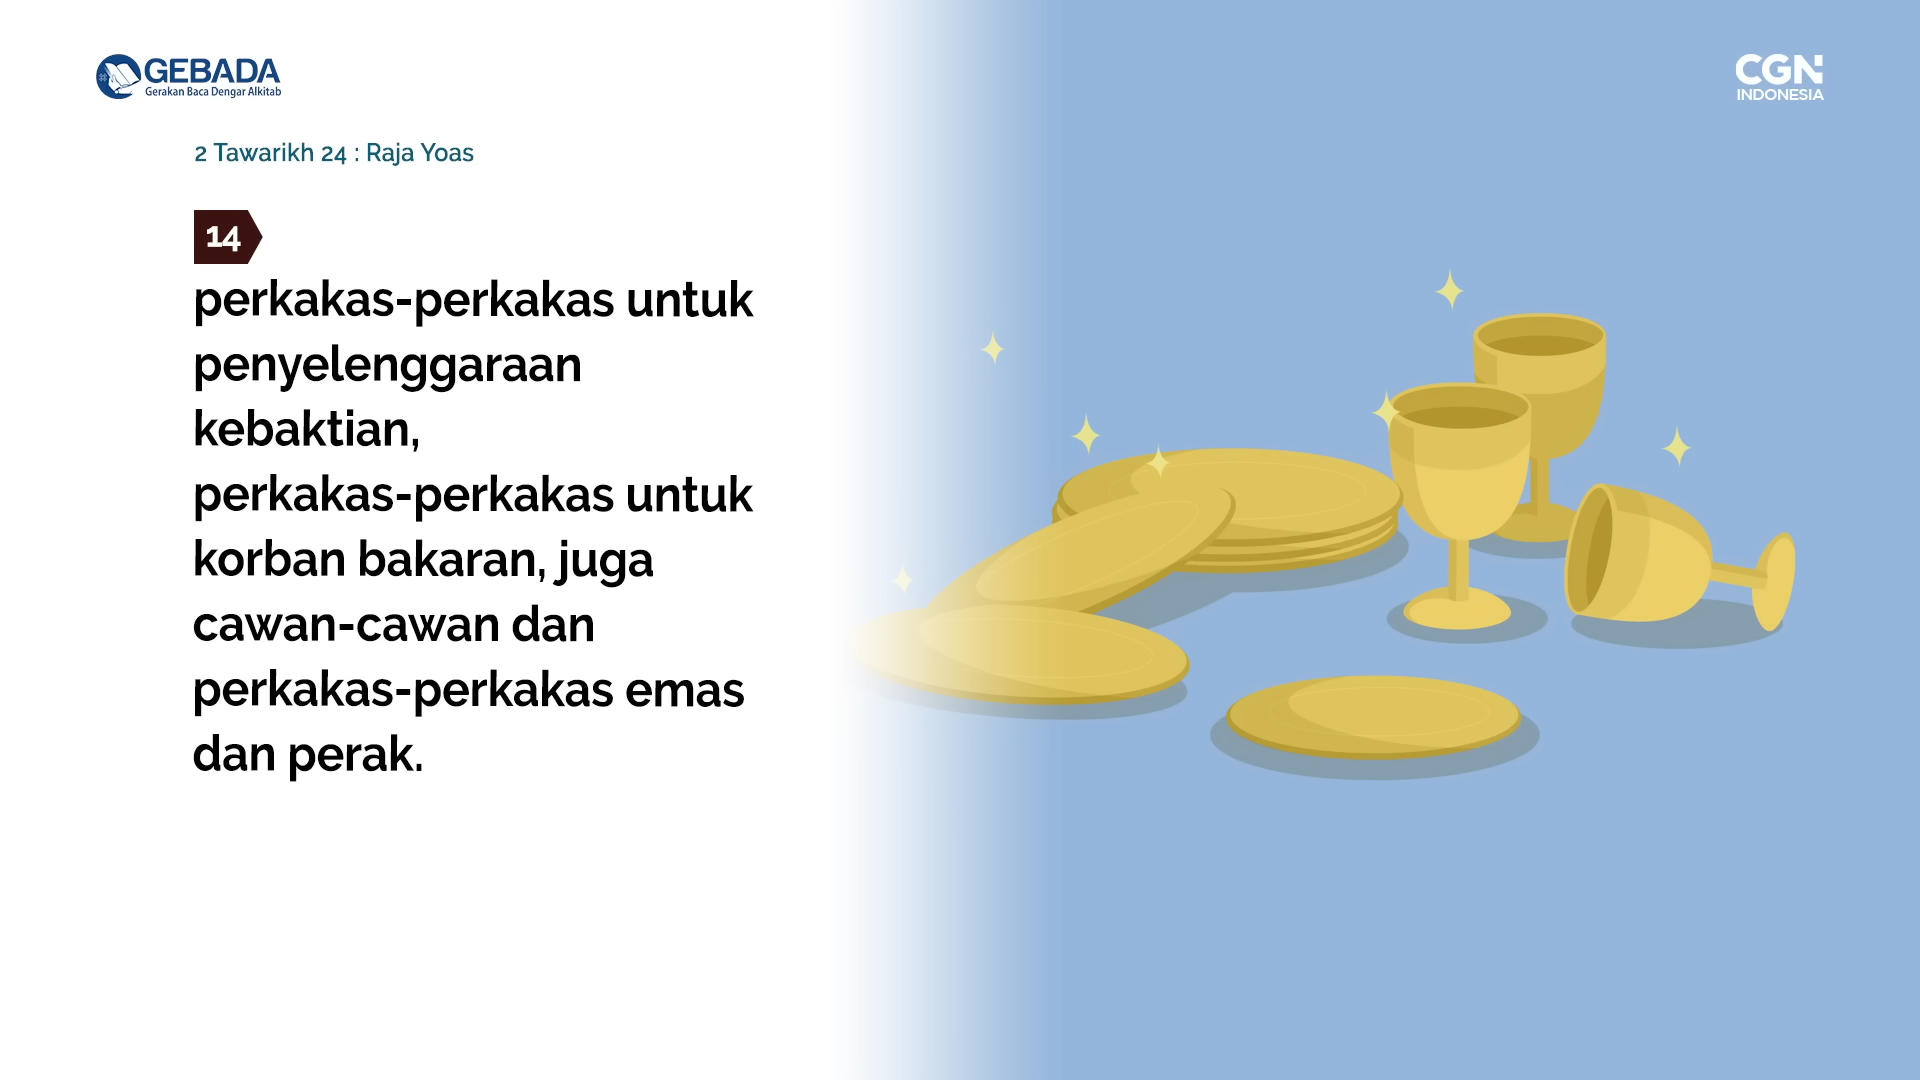 GEBADA
Gerakan Baca Dengar Alkitab
CGN
INDONESIA
2 Tawarikh 24 : Raja Yoas
14
perkakas-perkakas untuk
penyelenggaraan
kebaktian,
perkakas-perkakas untuk
korban bakaran, juga
cawan-cawan dan
perkakas-perkakas emas
dan perak.